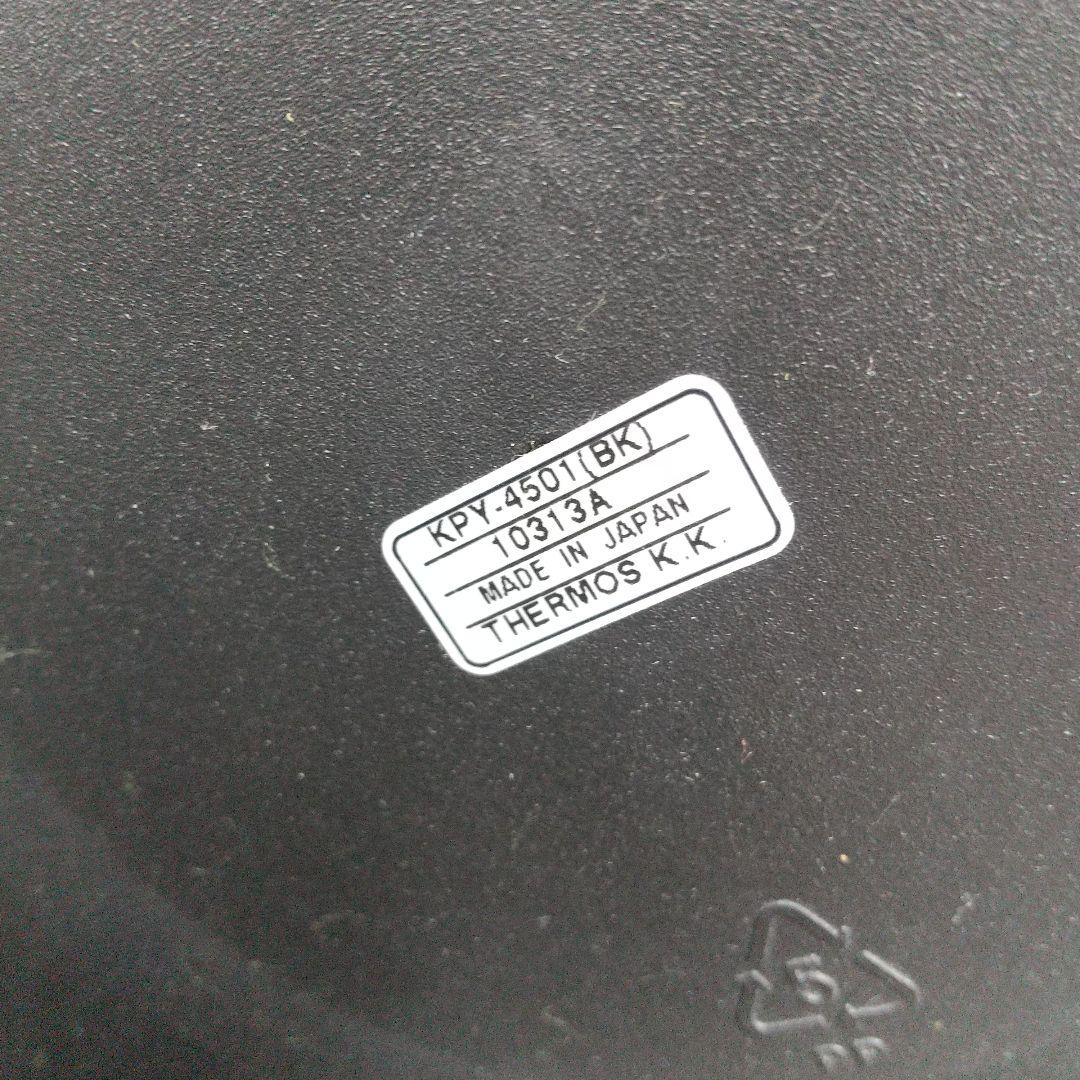 KPY-4501(BK)
10313A
MADE IN JAPAN
THERMOS K.K.
5
PP